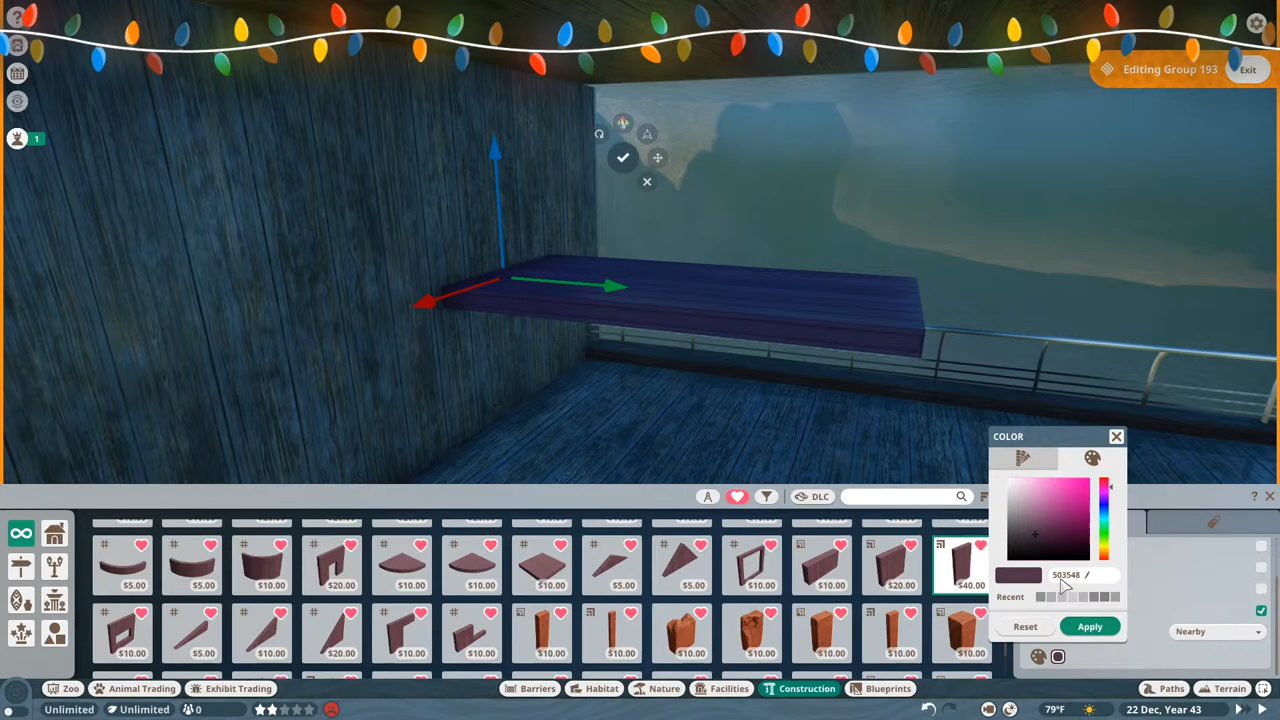 Editing Group 193
Exit
1
COLOR
DLC
$5.00
$5.00
$10.00
$20.00
$10.00
$10.00
$10.00
$5.00
$5.00
$10.00
$10.00
$20.00
$40.00
503548 /
Recent
$10.00
$5.00
$10.00
$20.00
$10.00
$10.00
$10.00
$10.00
$10.00
$10.00
$10.00
$10.00
$10.00
Reset
Apply
Nearby
Zoo
Animal Trading
Exhibit Trading
Barriers
Habitat
Nature
Facilities
Construction
Blueprints
Paths
Terrain
Unlimited
Unlimited
0
79°F
22 Dec, Year 43